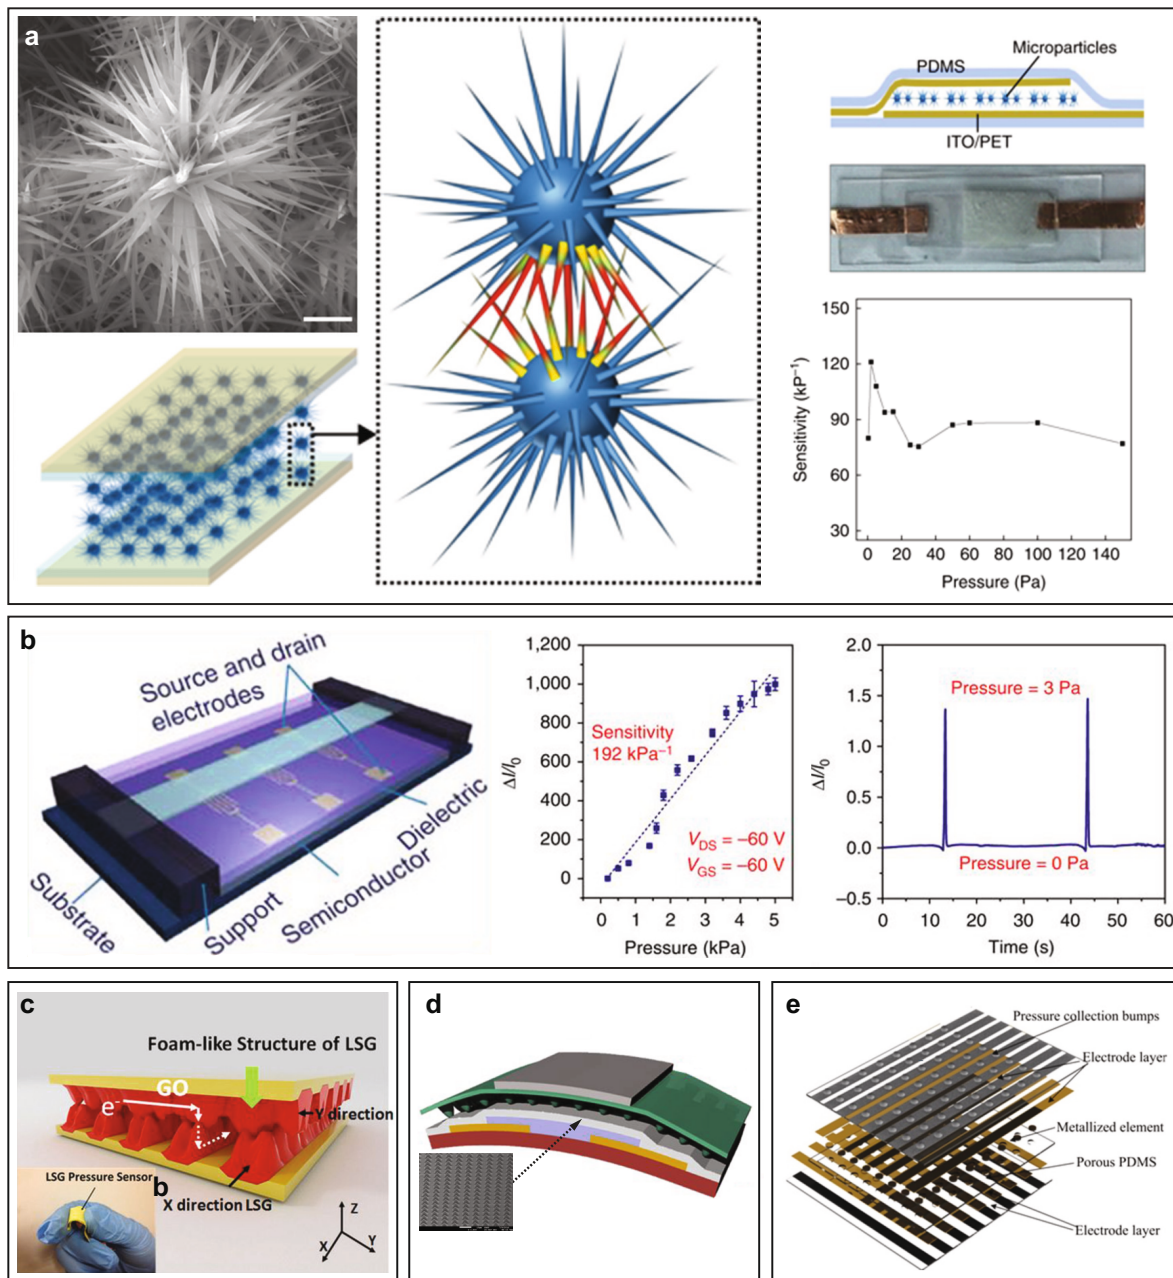 a
Microparticles
PDMS
ITO/PET
Sensitivity (kP⁻¹)
150
120
90
60
30
0 20 40 60 80 100 120 140
Pressure (Pa)
b
Source and drain
electrodes
Dielectric
Semiconductor
Support
Substrate
ΔI/I₀
1,200
1,000
800
600
400
200
0
Sensitivity
192 kPa⁻¹
V_DS = –60 V
V_GS = –60 V
0 1 2 3 4 5
Pressure (kPa)
ΔI/I₀
2.0
1.5
1.0
0.5
0.0
–0.5
Pressure = 3 Pa
Pressure = 0 Pa
0 10 20 30 40 50 60
Time (s)
c
Foam-like Structure of LSG
GO
e⁻
Y direction
LSG Pressure Sensor
b
X direction LSG
Z
X
Y
d
e
Pressure collection bumps
Electrode layer
Metallized element
Porous PDMS
Electrode layer